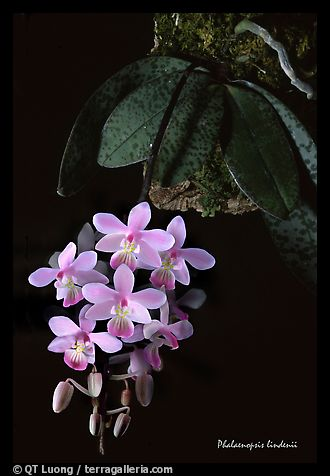 Phalaenopsis lindenii
© QT Luong / terragalleria.com